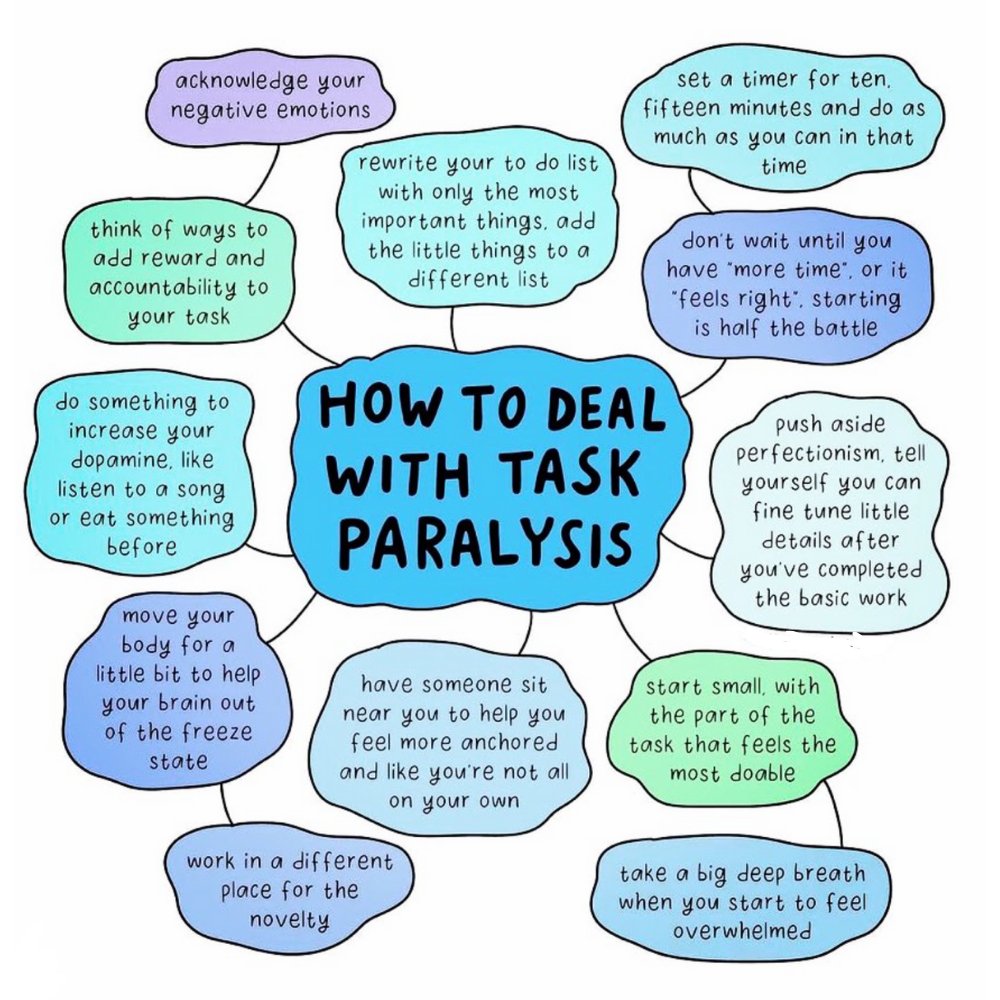 acknowledge your
negative emotions
set a timer for ten,
fifteen minutes and do as
much as you can in that
time
rewrite your to do list
with only the most
important things, add
the little things to a
different list
think of ways to
add reward and
accountability to
your task
don't wait until you
have "more time", or it
"feels right", starting
is half the battle
HOW TO DEAL
WITH TASK
PARALYSIS
do something to
increase your
dopamine, like
listen to a song
or eat something
before
push aside
perfectionism, tell
yourself you can
fine tune little
details after
you've completed
the basic work
move your
body for a
little bit to help
your brain out
of the freeze
state
have someone sit
near you to help you
feel more anchored
and like you're not all
on your own
start small, with
the part of the
task that feels the
most doable
work in a different
place for the
novelty
take a big deep breath
when you start to feel
overwhelmed